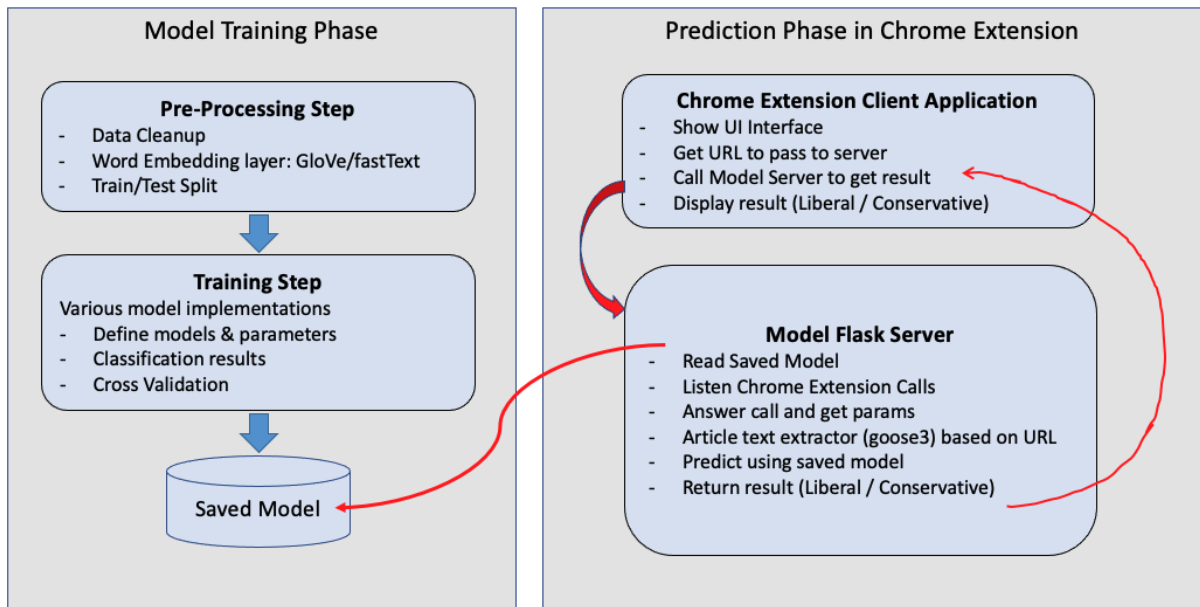 Model Training Phase
Pre-Processing Step
- Data Cleanup
- Word Embedding layer: GloVe/fastText
- Train/Test Split
Training Step
Various model implementations
- Define models & parameters
- Classification results
- Cross Validation
Saved Model
Prediction Phase in Chrome Extension
Chrome Extension Client Application
- Show UI Interface
- Get URL to pass to server
- Call Model Server to get result
- Display result (Liberal / Conservative)
Model Flask Server
- Read Saved Model
- Listen Chrome Extension Calls
- Answer call and get params
- Article text extractor (goose3) based on URL
- Predict using saved model
- Return result (Liberal / Conservative)